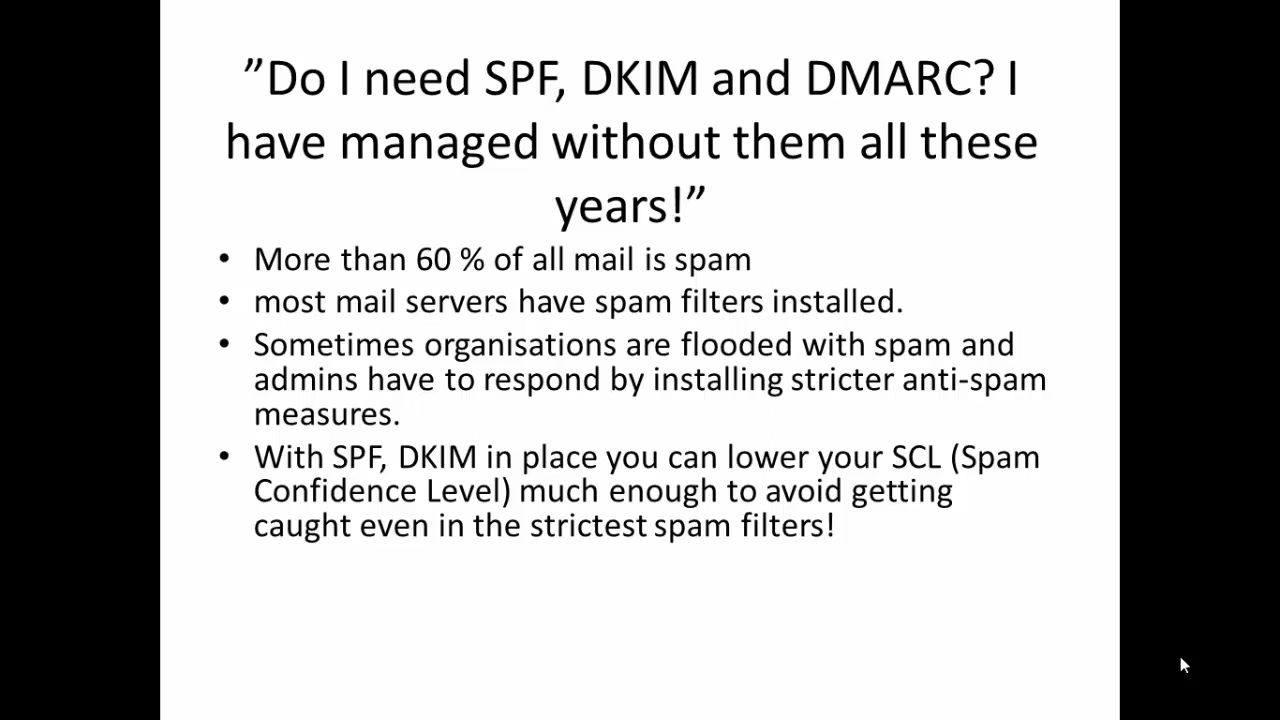 ”Do I need SPF, DKIM and DMARC? I
have managed without them all these
years!”
• More than 60 % of all mail is spam
• most mail servers have spam filters installed.
• Sometimes organisations are flooded with spam and
admins have to respond by installing stricter anti-spam
measures.
• With SPF, DKIM in place you can lower your SCL (Spam
Confidence Level) much enough to avoid getting
caught even in the strictest spam filters!